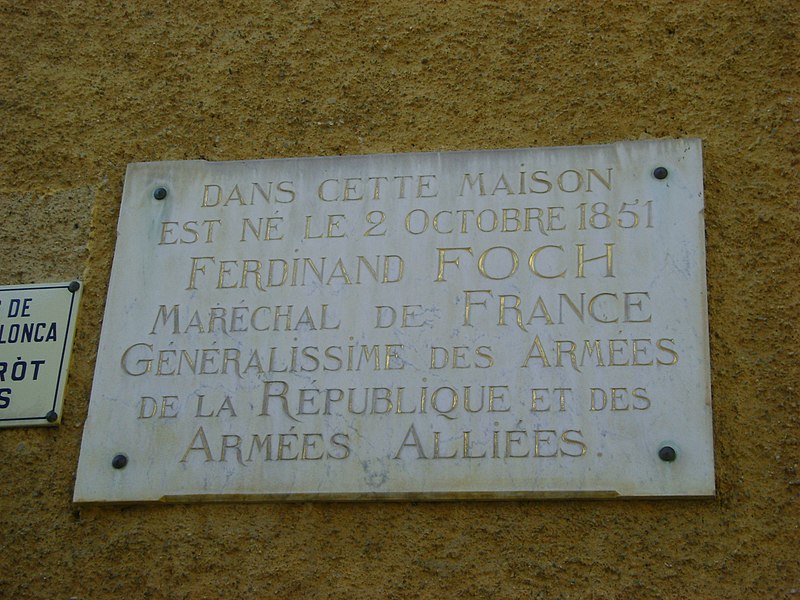 DANS CETTE MAISON
EST NÉ LE 2 OCTOBRE 1851
FERDINAND FOCH
MARÉCHAL DE FRANCE
GÉNÉRALISSIME DES ARMÉES
DE LA RÉPUBLIQUE ET DES
ARMÉES ALLIÉES.
DE